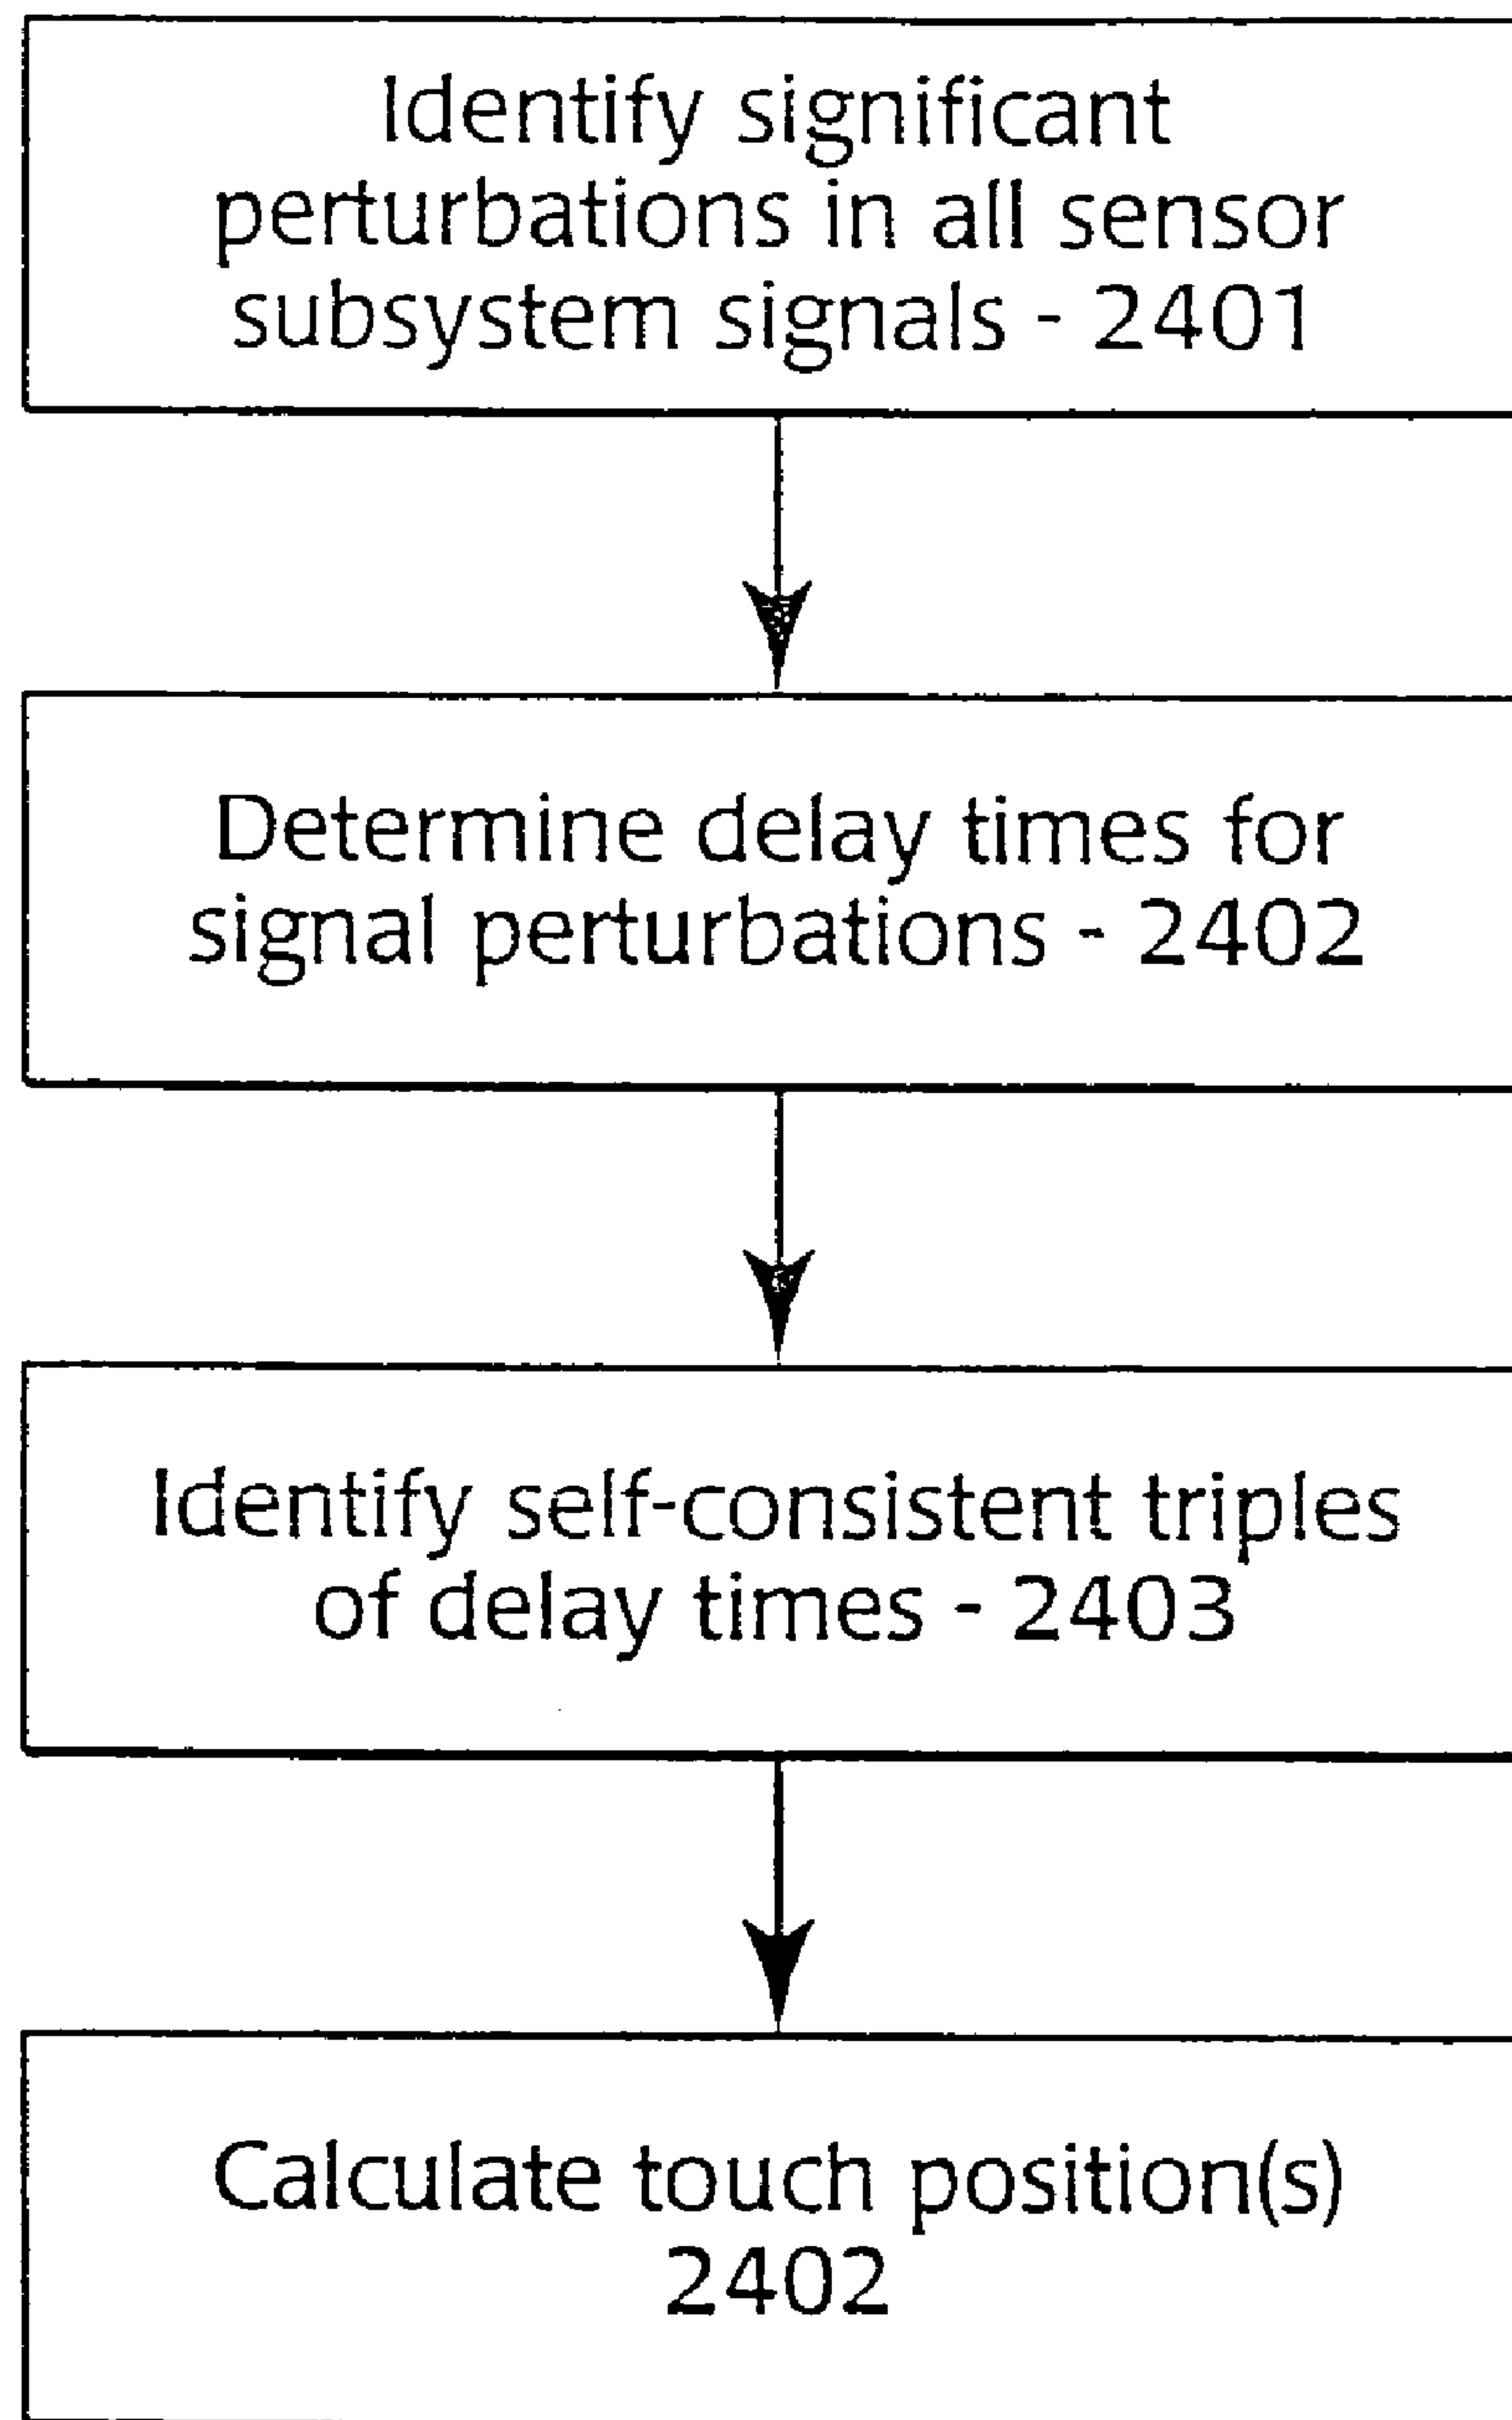 Identify significant
perturbations in all sensor
subsystem signals - 2401
Determine delay times for
signal perturbations - 2402
Identify self-consistent triples
of delay times - 2403
Calculate touch position(s)
2402